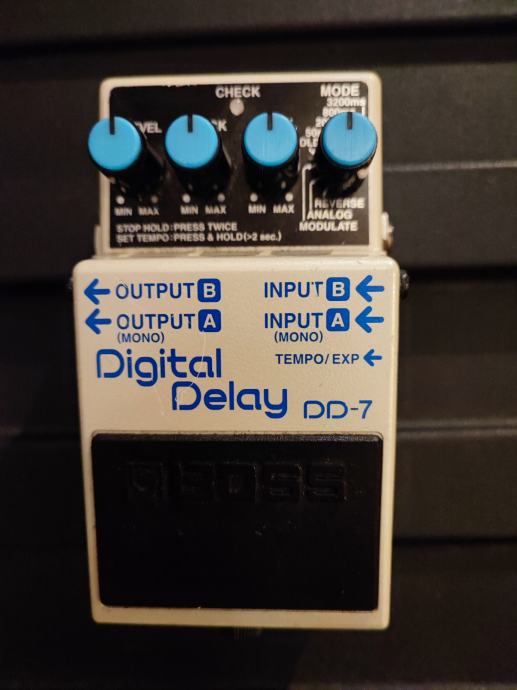 CHECK
MODE
3200ms
800ms
MIN MAX
MIN MAX
MIN MAX
REVERSE
ANALOG
MODULATE
STOP HOLD:PRESS TWICE
SET TEMPO:PRESS & HOLD(>2 sec.)
OUTPUT B
INPUT B
OUTPUT A
INPUT A
(MONO)
(MONO)
TEMPO/EXP
Digital
Delay
DD-7
BOSS